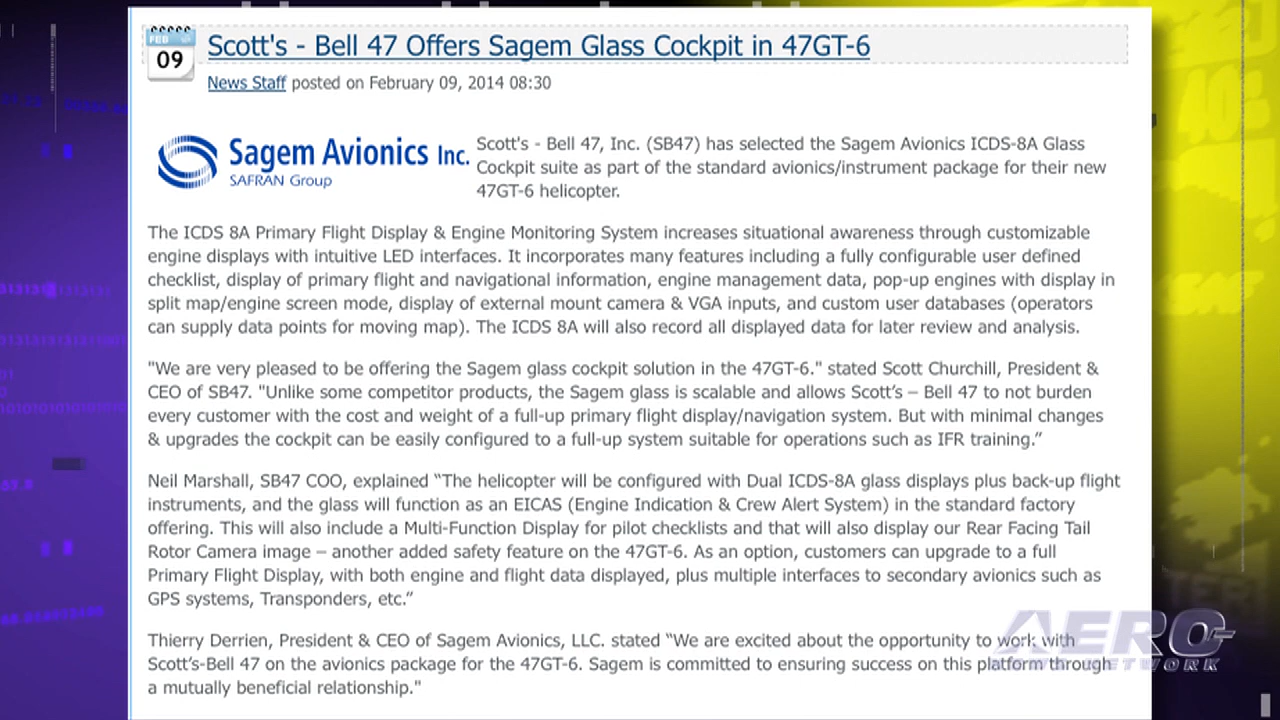 FEB
09
Scott's - Bell 47 Offers Sagem Glass Cockpit in 47GT-6
News Staff posted on February 09, 2014 08:30
Sagem Avionics Inc.
SAFRAN Group
Scott's - Bell 47, Inc. (SB47) has selected the Sagem Avionics ICDS-8A Glass
Cockpit suite as part of the standard avionics/instrument package for their new
47GT-6 helicopter.
The ICDS 8A Primary Flight Display & Engine Monitoring System increases situational awareness through customizable
engine displays with intuitive LED interfaces. It incorporates many features including a fully configurable user defined
checklist, display of primary flight and navigational information, engine management data, pop-up engines with display in
split map/engine screen mode, display of external mount camera & VGA inputs, and custom user databases (operators
can supply data points for moving map). The ICDS 8A will also record all displayed data for later review and analysis.
"We are very pleased to be offering the Sagem glass cockpit solution in the 47GT-6." stated Scott Churchill, President &
CEO of SB47. "Unlike some competitor products, the Sagem glass is scalable and allows Scott’s – Bell 47 to not burden
every customer with the cost and weight of a full-up primary flight display/navigation system. But with minimal changes
& upgrades the cockpit can be easily configured to a full-up system suitable for operations such as IFR training.”
Neil Marshall, SB47 COO, explained “The helicopter will be configured with Dual ICDS-8A glass displays plus back-up flight
instruments, and the glass will function as an EICAS (Engine Indication & Crew Alert System) in the standard factory
offering. This will also include a Multi-Function Display for pilot checklists and that will also display our Rear Facing Tail
Rotor Camera image – another added safety feature on the 47GT-6. As an option, customers can upgrade to a full
Primary Flight Display, with both engine and flight data displayed, plus multiple interfaces to secondary avionics such as
GPS systems, Transponders, etc.”
Thierry Derrien, President & CEO of Sagem Avionics, LLC. stated “We are excited about the opportunity to work with
Scott’s-Bell 47 on the avionics package for the 47GT-6. Sagem is committed to ensuring success on this platform through
a mutually beneficial relationship."
AERO-
NEWS NETWORK